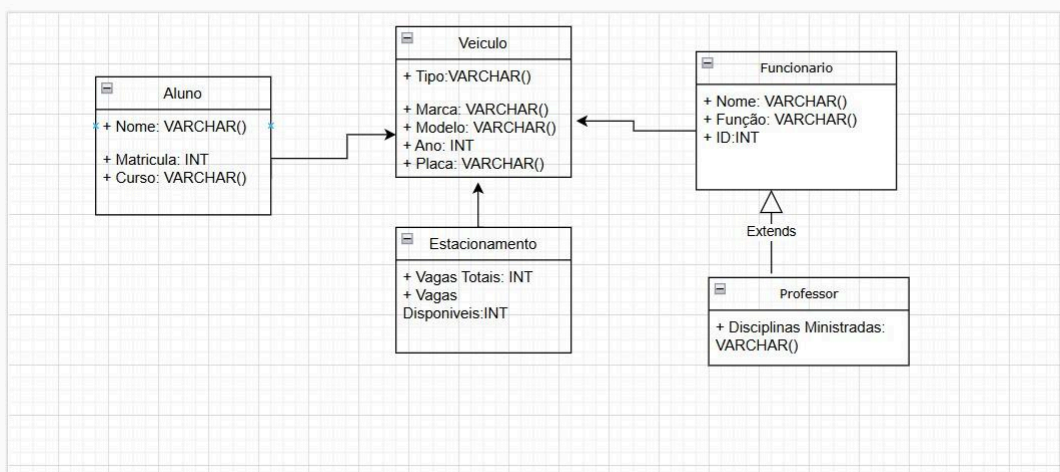 Aluno
+ Nome: VARCHAR()
+ Matricula: INT
+ Curso: VARCHAR()
Veiculo
+ Tipo:VARCHAR()
+ Marca: VARCHAR()
+ Modelo: VARCHAR()
+ Ano: INT
+ Placa: VARCHAR()
Funcionario
+ Nome: VARCHAR()
+ Função: VARCHAR()
+ ID:INT
Extends
Estacionamento
+ Vagas Totais: INT
+ Vagas
Disponiveis:INT
Professor
+ Disciplinas Ministradas:
VARCHAR()